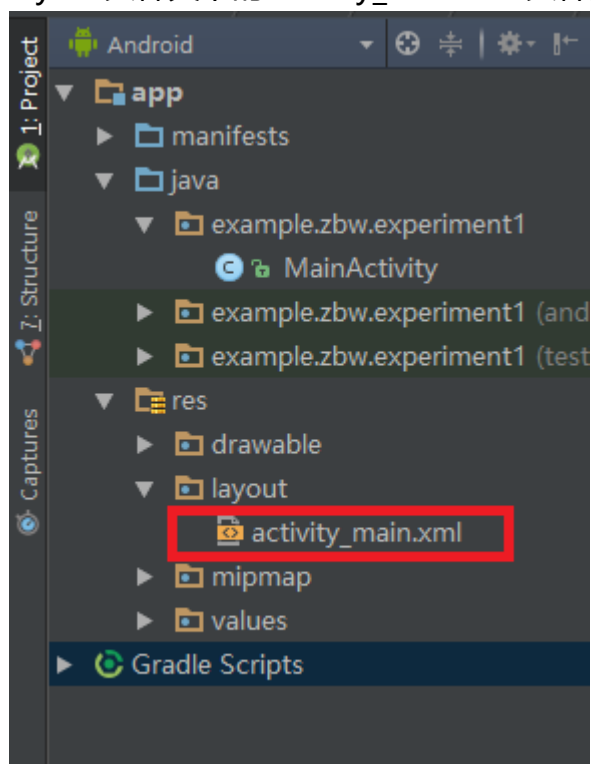 Android
1: Project
app
manifests
java
example.zbw.experiment1
MainActivity
7: Structure
example.zbw.experiment1 (and
example.zbw.experiment1 (test
res
Captures
drawable
layout
activity_main.xml
mipmap
values
Gradle Scripts